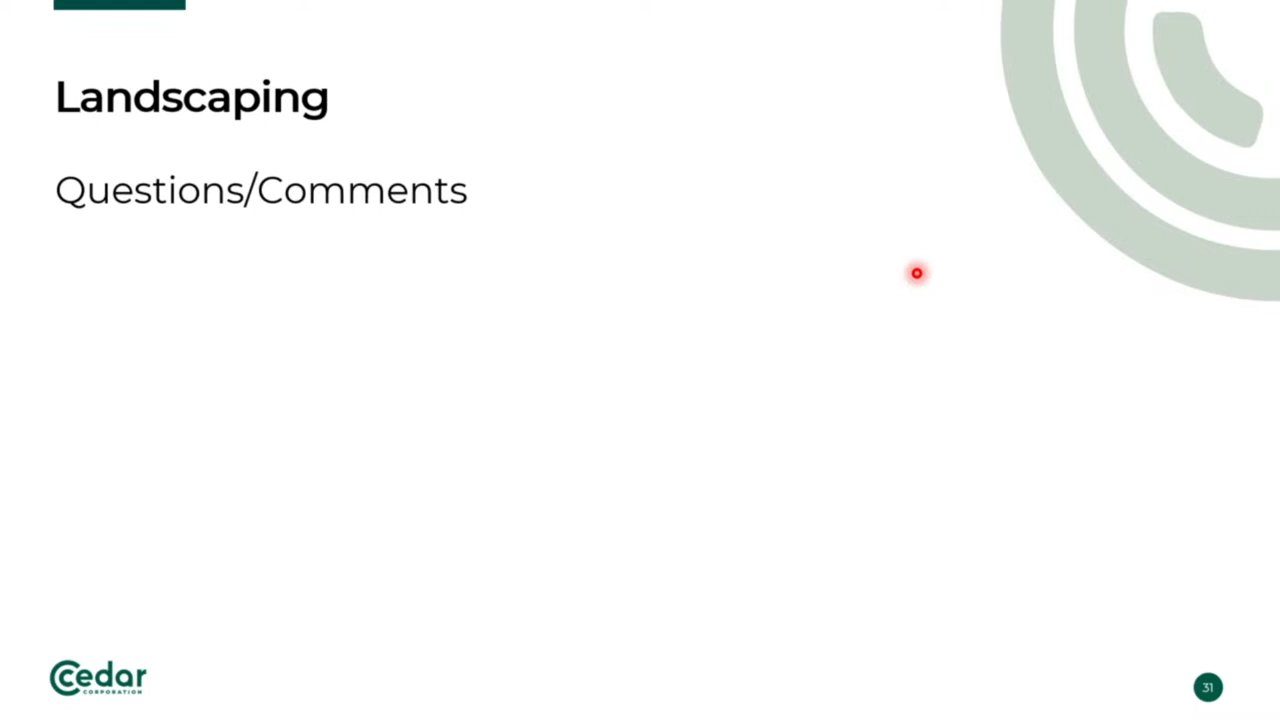 Landscaping
Questions/Comments
Cedar
CORPORATION
31